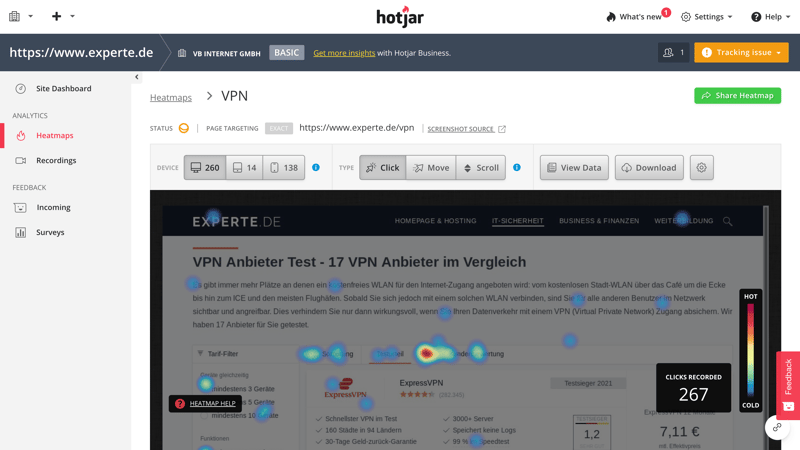 hotjar
What's new
1
Settings
Help
https://www.experte.de
VB INTERNET GMBH
BASIC
Get more insights with Hotjar Business.
1
Tracking issue
Site Dashboard
ANALYTICS
Heatmaps
Recordings
FEEDBACK
Incoming
Surveys
Heatmaps
VPN
Share Heatmap
STATUS
PAGE TARGETING
EXACT
https://www.experte.de/vpn
SCREENSHOT SOURCE
DEVICE
260
14
138
TYPE
Click
Move
Scroll
View Data
Download
EXPERTE.DE
HOMEPAGE & HOSTING
IT-SICHERHEIT
BUSINESS & FINANZEN
WEITERBILDUNG
VPN Anbieter Test - 17 VPN Anbieter im Vergleich
Es gibt immer mehr Plätze an denen ein kostenfreies WLAN für den Internet-Zugang angeboten wird: vom kostenlosen Stadt-WLAN über das Café um die Ecke
bis hin zum ICE und den meisten Flughäfen. Sobald Sie sich jedoch mit einem solchen WLAN verbinden, sind Sie für alle anderen Benutzer im Netzwerk
sichtbar und angreifbar. Dies verhindern Sie nur dann wirkungsvoll, wenn Sie Ihren Datenverkehr mit einem VPN (Virtual Private Network) Zugang absichern. Wir
haben 17 Anbieter für Sie getestet.
Tarif-Filter
Geräte gleichzeitig
mindestens 3 Geräte
mindestens 5 Geräte
mindestens 10 Geräte
Funktionen
HEATMAP HELP
ExpressVPN
ExpressVPN
Testsieger 2021
Schnellster VPN im Test
160 Städte in 94 Ländern
30-Tage Geld-zurück-Garantie
3000+ Server
Speichert keine Logs
1,2
7,11 €
mtl. Effektivpreis
HOT
COLD
CLICKS RECORDED
267
Feedback